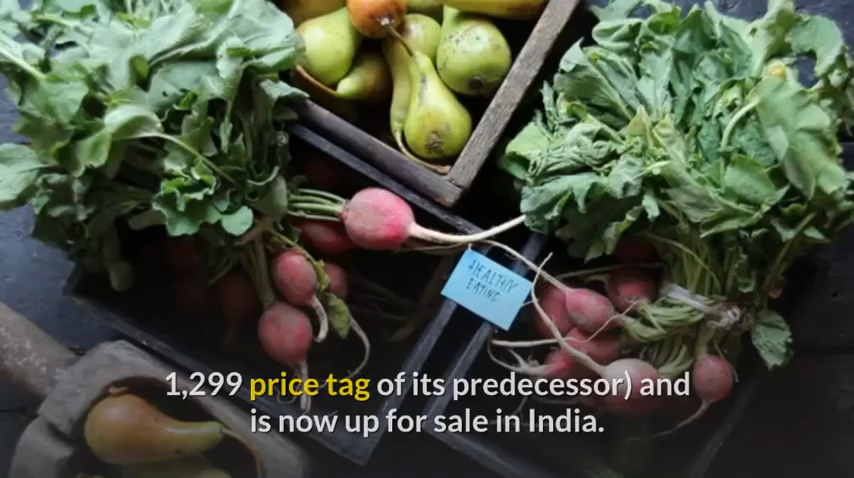 HEALTHY
EATING
1,299 price tag of its predecessor) and
is now up for sale in India.